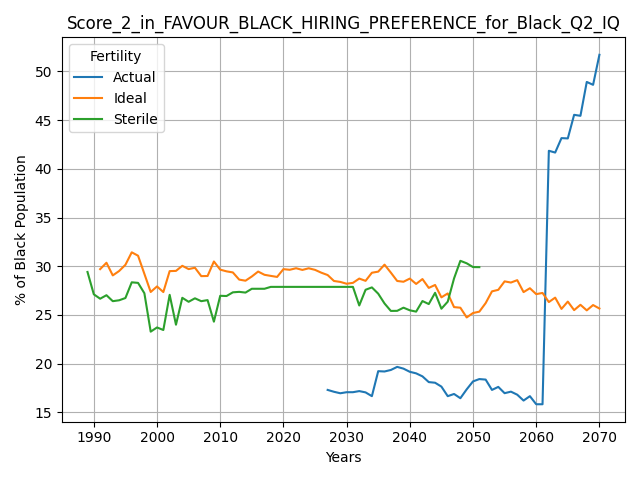 Score_2_in_FAVOUR_BLACK_HIRING_PREFERENCE_for_Black_Q2_IQ
Fertility
Actual
Ideal
Sterile
% of Black Population
50
45
40
35
30
25
20
15
1990 2000 2010 2020 2030 2040 2050 2060 2070
Years